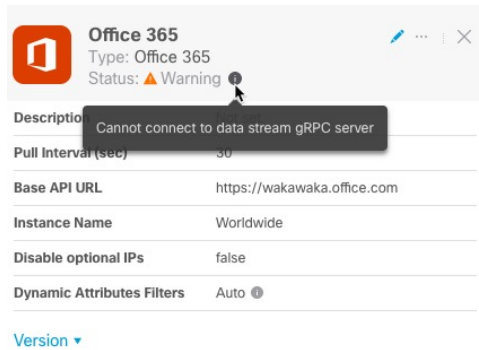 Office 365
Type: Office 365
Status: Warning
Description
Cannot connect to data stream gRPC server
Pull Interval (sec) 30
Base API URL https://wakawaka.office.com
Instance Name Worldwide
Disable optional IPs false
Dynamic Attributes Filters Auto
Version